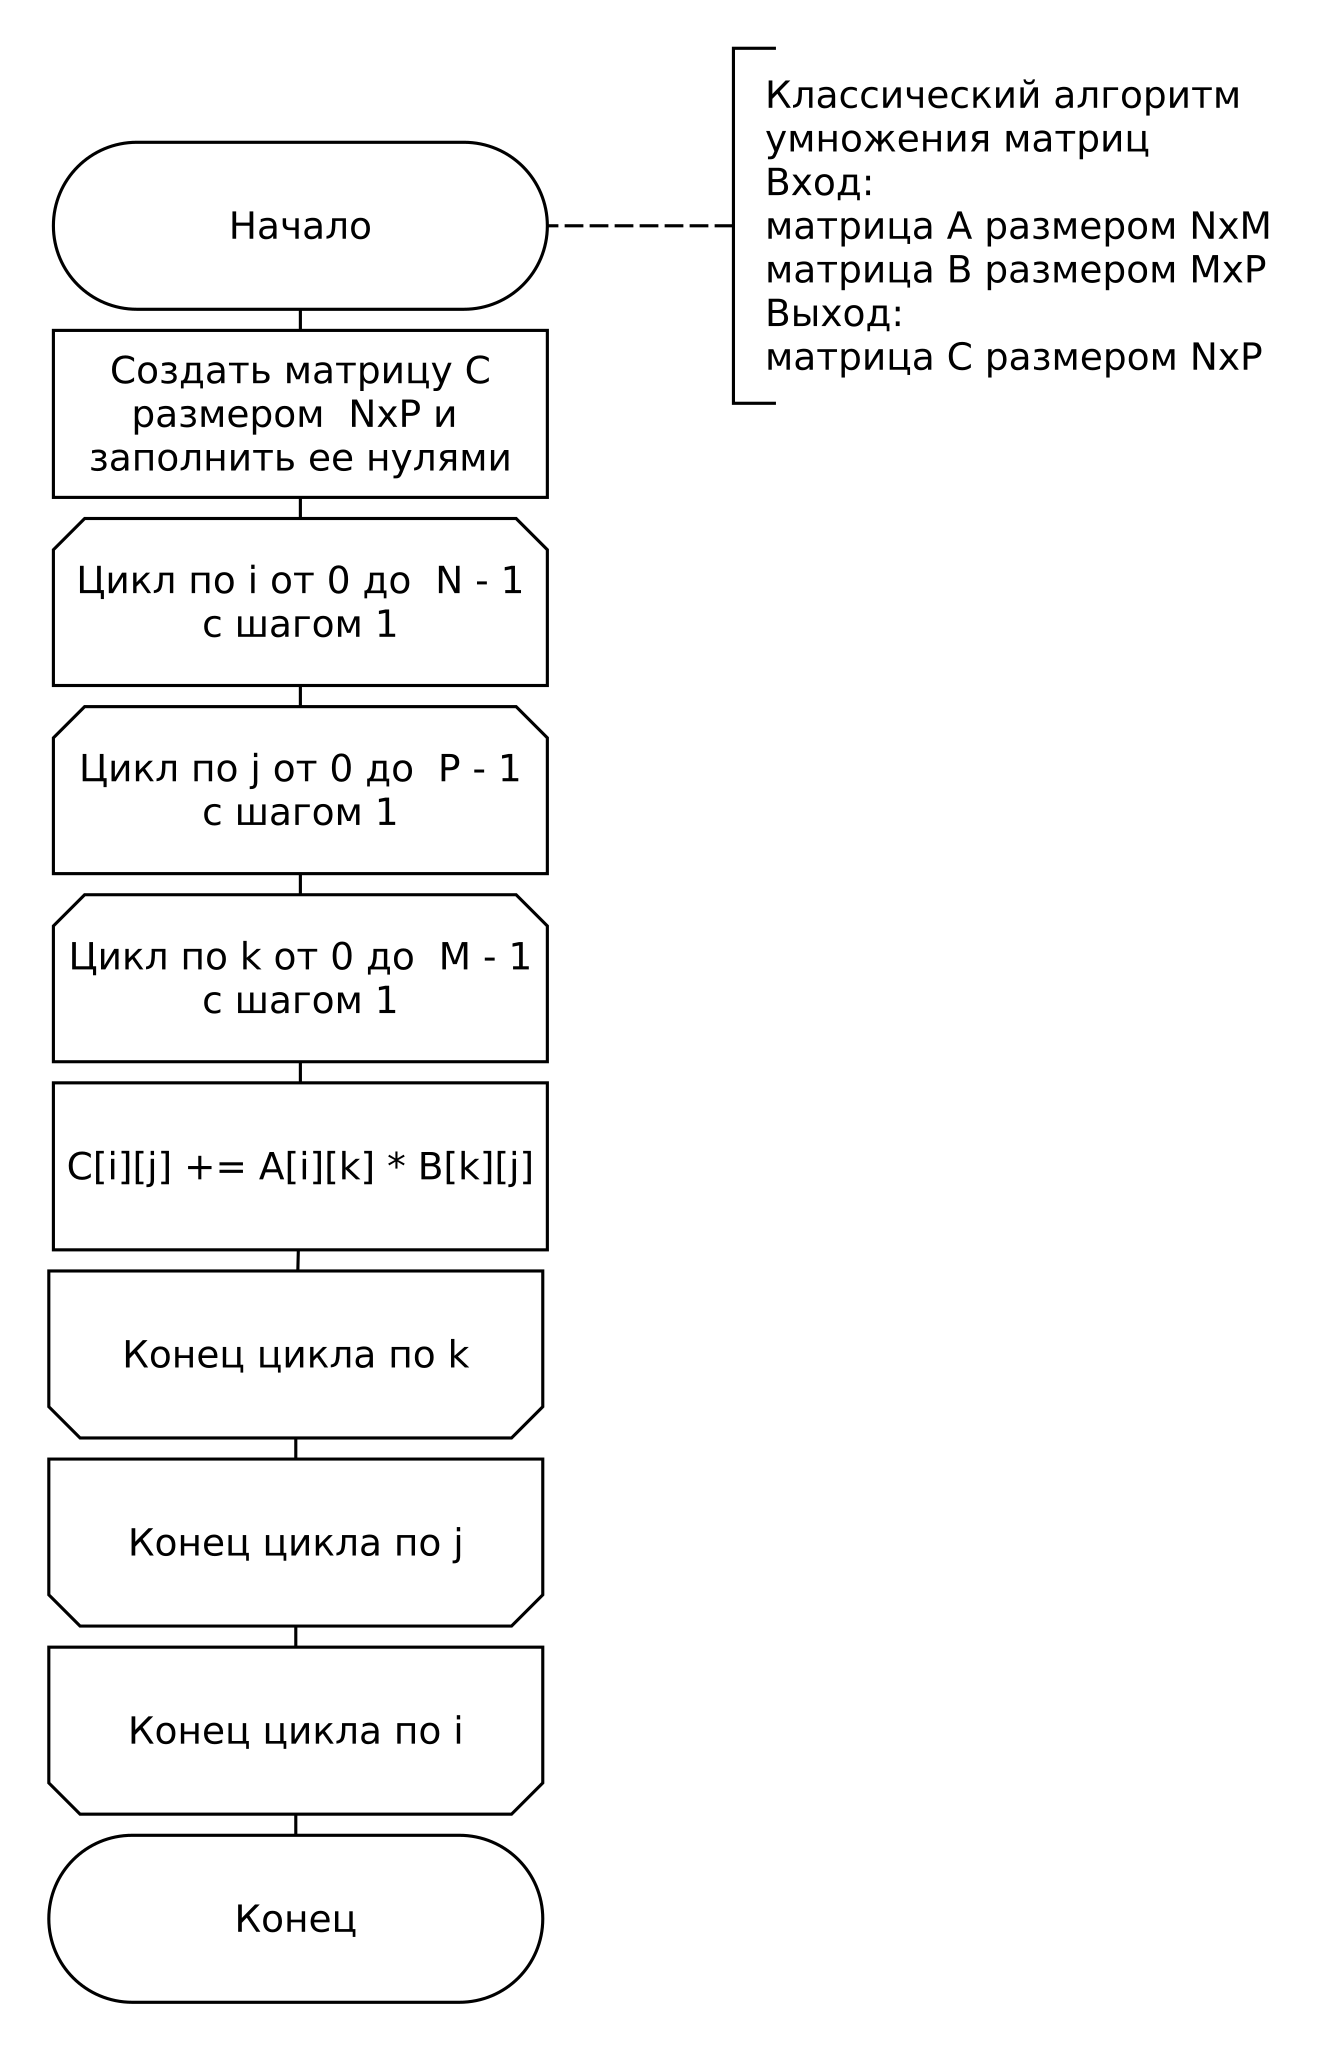 Классический алгоритм
умножения матриц
Вход:
матрица A размером NxM
матрица B размером MxP
Выход:
матрица C размером NxP
Начало
Создать матрицу C
размером  NxP и
заполнить ее нулями
Цикл по i от 0 до  N - 1
с шагом 1
Цикл по j от 0 до  P - 1
с шагом 1
Цикл по k от 0 до  M - 1
с шагом 1
C[i][j] += A[i][k] * B[k][j]
Конец цикла по k
Конец цикла по j
Конец цикла по i
Конец